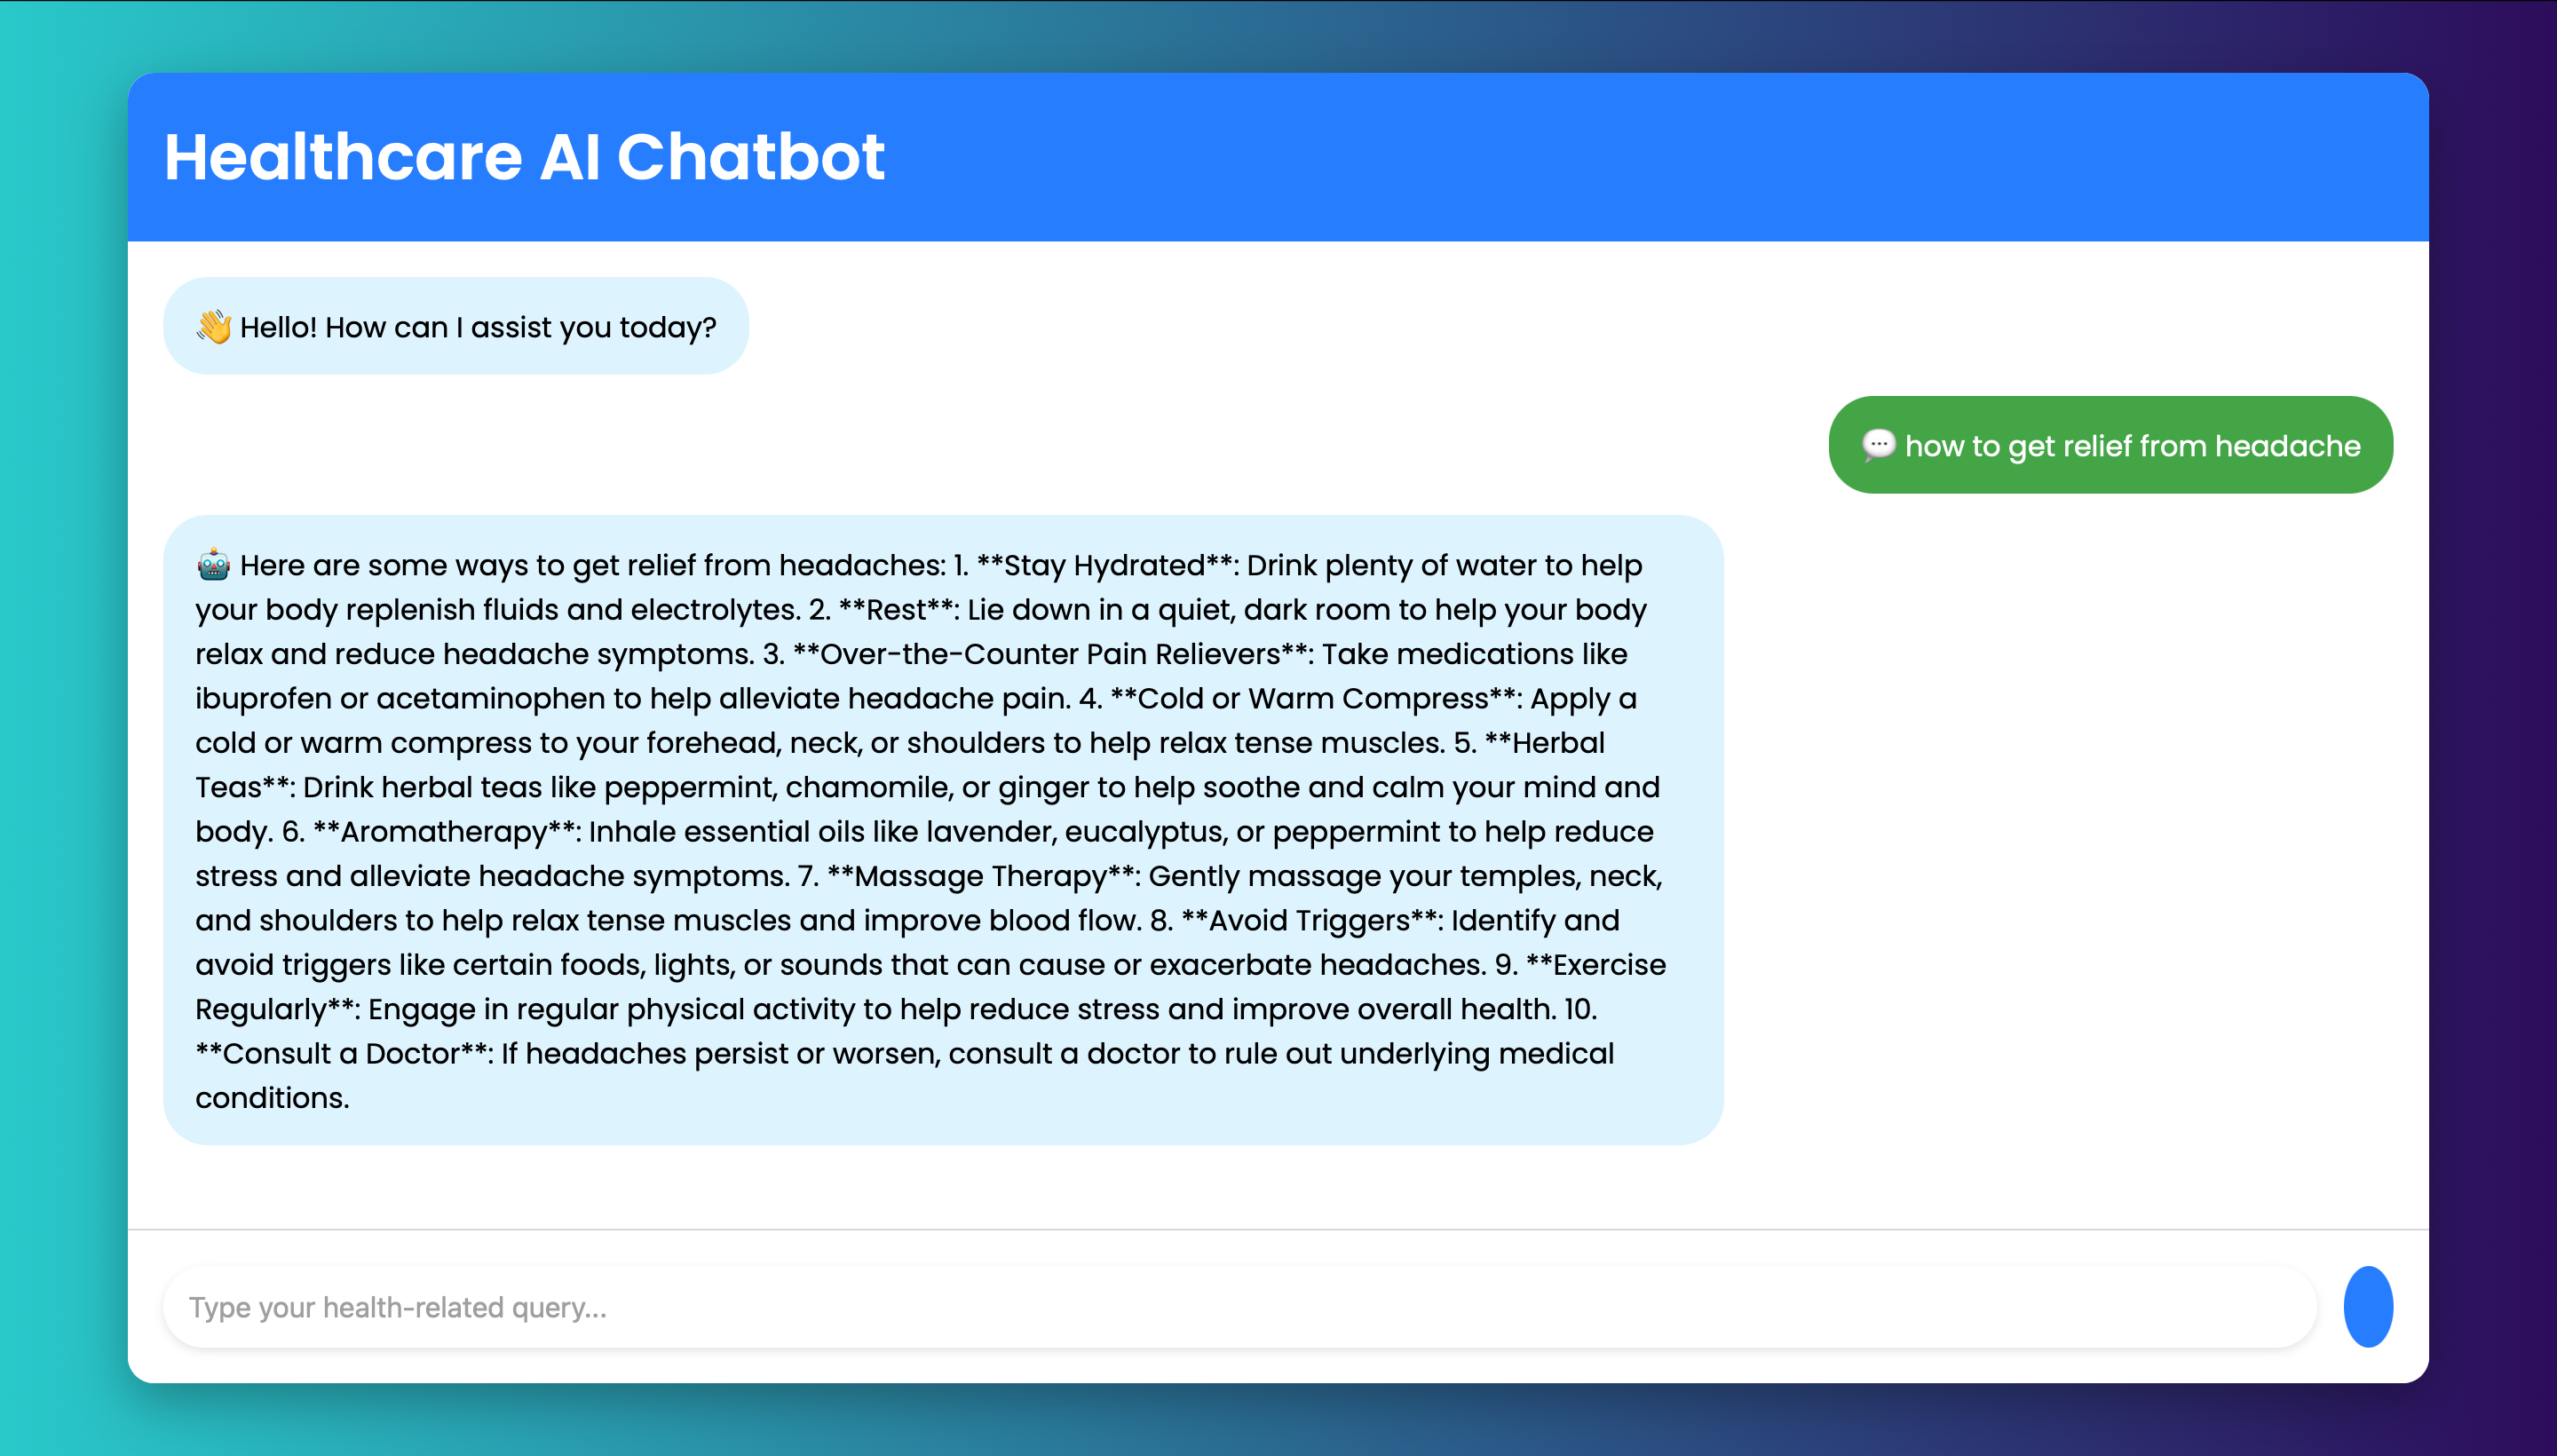 Healthcare AI Chatbot
👋 Hello! How can I assist you today?
💬 how to get relief from headache
🤖 Here are some ways to get relief from headaches: 1. **Stay Hydrated**: Drink plenty of water to help
your body replenish fluids and electrolytes. 2. **Rest**: Lie down in a quiet, dark room to help your body
relax and reduce headache symptoms. 3. **Over-the-Counter Pain Relievers**: Take medications like
ibuprofen or acetaminophen to help alleviate headache pain. 4. **Cold or Warm Compress**: Apply a
cold or warm compress to your forehead, neck, or shoulders to help relax tense muscles. 5. **Herbal
Teas**: Drink herbal teas like peppermint, chamomile, or ginger to help soothe and calm your mind and
body. 6. **Aromatherapy**: Inhale essential oils like lavender, eucalyptus, or peppermint to help reduce
stress and alleviate headache symptoms. 7. **Massage Therapy**: Gently massage your temples, neck,
and shoulders to help relax tense muscles and improve blood flow. 8. **Avoid Triggers**: Identify and
avoid triggers like certain foods, lights, or sounds that can cause or exacerbate headaches. 9. **Exercise
Regularly**: Engage in regular physical activity to help reduce stress and improve overall health. 10.
**Consult a Doctor**: If headaches persist or worsen, consult a doctor to rule out underlying medical
conditions.
Type your health-related query...